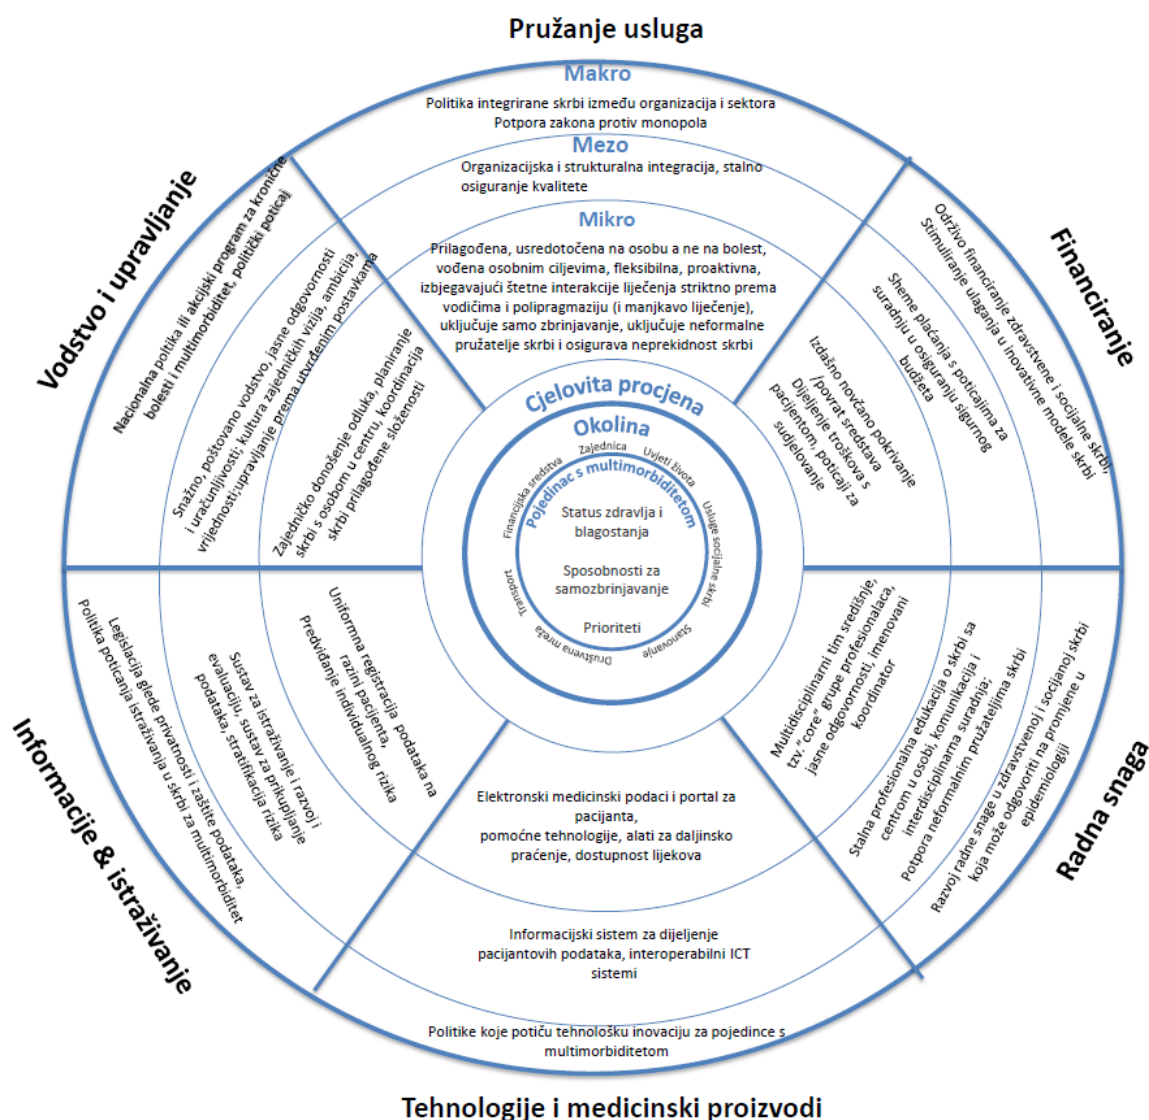 Pružanje usluga
Makro
Politika integrirane skrbi između organizacija i sektora
Potpora zakona protiv monopola
Mezo
Organizacijska i strukturalna integracija, stalno
osiguranje kvalitete
Mikro
Prilagođena, usredotočena na osobu a ne na bolest,
vođena osobnim ciljevima, fleksibilna, proaktivna,
izbjegavajući štetne interakcije liječenja striktno prema
vodičima i polipragmaziju (i manjkavo liječenje),
uključuje samo zbrinjavanje, uključuje neformalne
pružatelje skrbi i osigurava neprekidnost skrbi
Financiranje
Održivo financiranje zdravstvene i socijalne skrbi,
Stimuliranje ulaganja u inovativne modele skrbi
Sheme plaćanja s poticajima za
suradnju u osiguranju sigurnog
budžeta
Izdašno novčano pokrivanje
/povrat sredstava
Dijeljenje troškova s
pacijentom, poticaji za
sudjelovanje
Radna snaga
Multidisciplinarni tim središnje,
tzv. "core" grupe profesionalaca,
jasne odgovornosti, imenovani
koordinator
Stalna profesionalna edukacija o skrbi sa
centrom u osobi, komunikacija i
interdisciplinarna suradnja;
Potpora neformalnim pružateljima skrbi
Razvoj radne snage u zdravstvenoj i socijanoj skrbi
koja može odgovoriti na promjene u
epidemiologiji
Tehnologije i medicinski proizvodi
Elektronski medicinski podaci i portal za
pacijanta,
pomoćne tehnologije, alati za daljinsko
praćenje, dostupnost lijekova
Informacijski sistem za dijeljenje
pacijantovih podataka, interoperabilni ICT
sistemi
Politike koje potiču tehnološku inovaciju za pojedince s
multimorbiditetom
Informacije & istraživanje
Uniformna registracija podataka na
razini pacijenta,
Predviđanje individualnog rizika
Sustav za istraživanje i razvoj i
evaluaciju, sustav za prikupljanje
podataka, stratifikacija rizika
Legislacija glede privatnosti i zaštite podataka,
Politika poticanja istraživanja u skrbi za multimorbiditet
Vodstvo i upravljanje
Nacionalna politika ili akcijski program za kronične
bolesti i multimorbiditet, politički poticaj
Snažno, poštovano vodstvo, jasne odgovornosti
i uračunljivosti; kultura zajedničkih vizija, ambicija,
vrijednosti;upravljanje prema utvrđenim postavkama
Zajedničko donošenje odluka, planiranje
skrbi s osobom u centru, koordinacija
skrbi prilagođene složenosti
Cjelovita procjena
Okolina
Zajednica
Uvjeti života
Usluge socijalne skrbi
Stanovanje
Društvena mreža
Transport
Financijska sredstva
Pojedinac s multimorbiditetom
Status zdravlja i
blagostanja
Sposobnosti za
samozbrinjavanje
Prioriteti